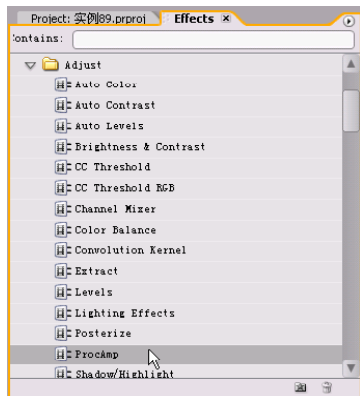 Project: 实例89.prproj Effects
ontains:
Adjust
Auto Color
Auto Contrast
Auto Levels
Brightness & Contrast
CC Threshold
CC Threshold RGB
Channel Mixer
Color Balance
Convolution Kernel
Extract
Levels
Lighting Effects
Posterize
ProcAmp
Shadow/Highlight